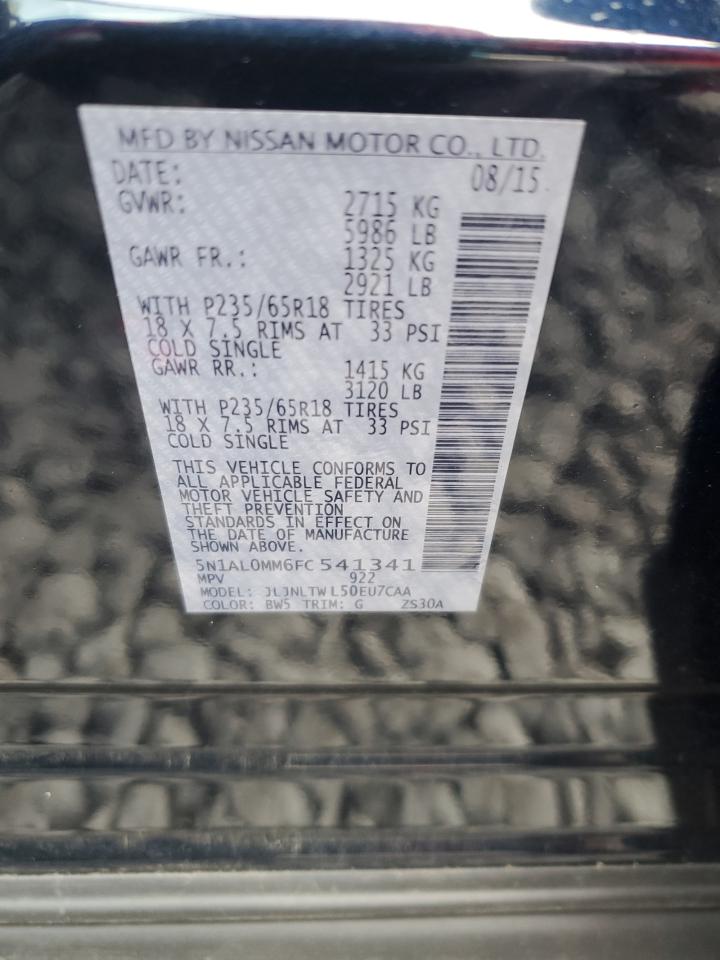 MFD BY NISSAN MOTOR CO., LTD.
DATE: 08/15
GVWR: 2715 KG
5986 LB
GAWR FR.: 1325 KG
2921 LB
WITH P235/65R18 TIRES
18 X 7.5 RIMS AT 33 PSI
COLD SINGLE
GAWR RR.: 1415 KG
3120 LB
WITH P235/65R18 TIRES
18 X 7.5 RIMS AT 33 PSI
COLD SINGLE
THIS VEHICLE CONFORMS TO
ALL APPLICABLE FEDERAL
MOTOR VEHICLE SAFETY AND
THEFT PREVENTION
STANDARDS IN EFFECT ON
THE DATE OF MANUFACTURE
SHOWN ABOVE.
5N1AL0MM6FC541341
MPV 922
MODEL: JLJNLTWL50EU7CAA
COLOR: BW5 TRIM: G ZS30A